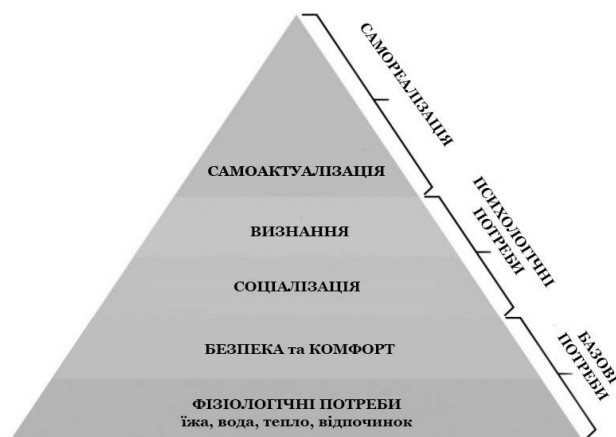 САМОРЕАЛІЗАЦІЯ
САМОАКТУАЛІЗАЦІЯ
ПСИХОЛОГІЧНІ
ПОТРЕБИ
ВИЗНАННЯ
СОЦІАЛІЗАЦІЯ
БЕЗПЕКА та КОМФОРТ
БАЗОВІ
ПОТРЕБИ
ФІЗІОЛОГІЧНІ ПОТРЕБИ
їжа, вода, тепло, відпочинок